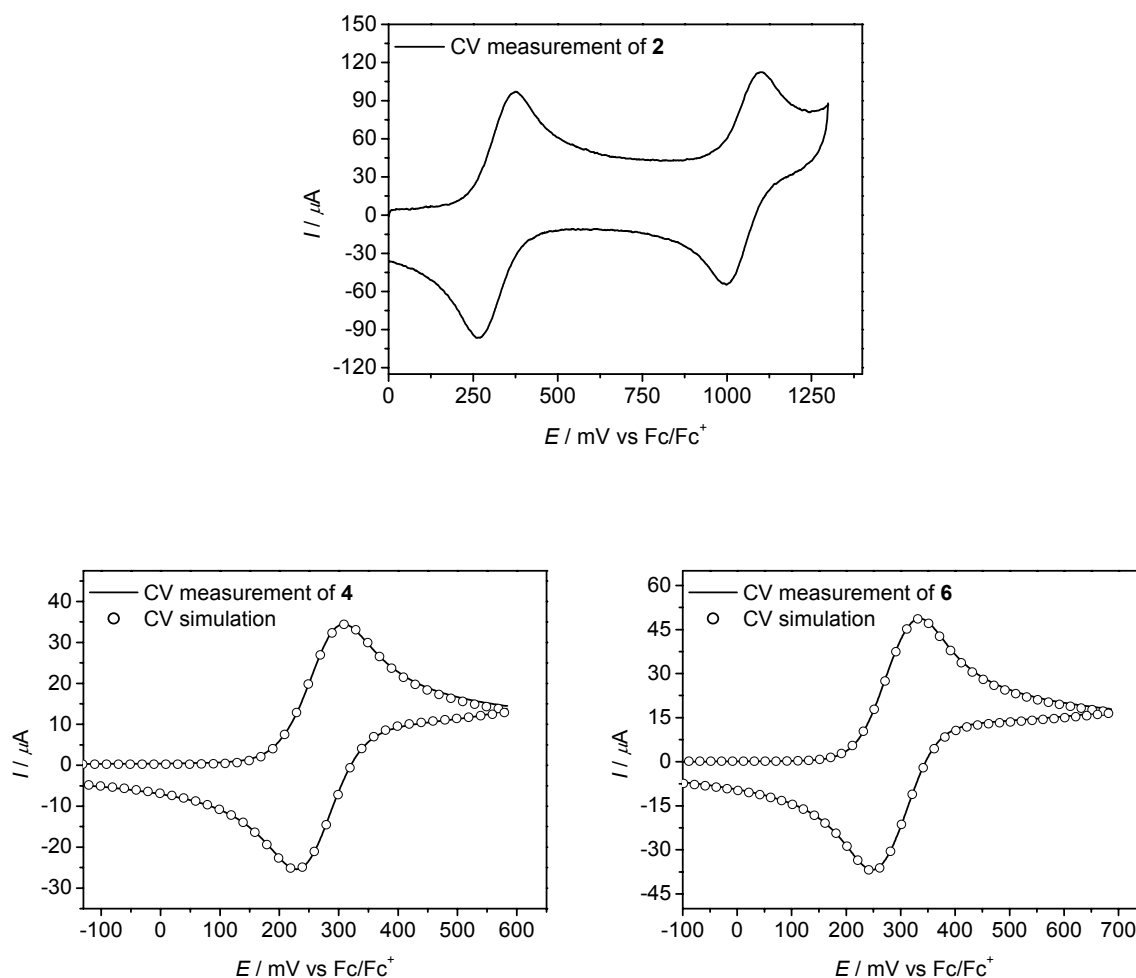 CV measurement of 2
150
120
90
60
30
0
-30
-60
-90
-120
I / μA
0 250 500 750 1000 1250
E / mV vs Fc/Fc⁺
CV measurement of 4
CV simulation
40
30
20
10
0
-10
-20
-30
I / μA
-100 0 100 200 300 400 500 600
E / mV vs Fc/Fc⁺
CV measurement of 6
CV simulation
60
45
30
15
0
-15
-30
-45
I / μA
-100 0 100 200 300 400 500 600 700
E / mV vs Fc/Fc⁺